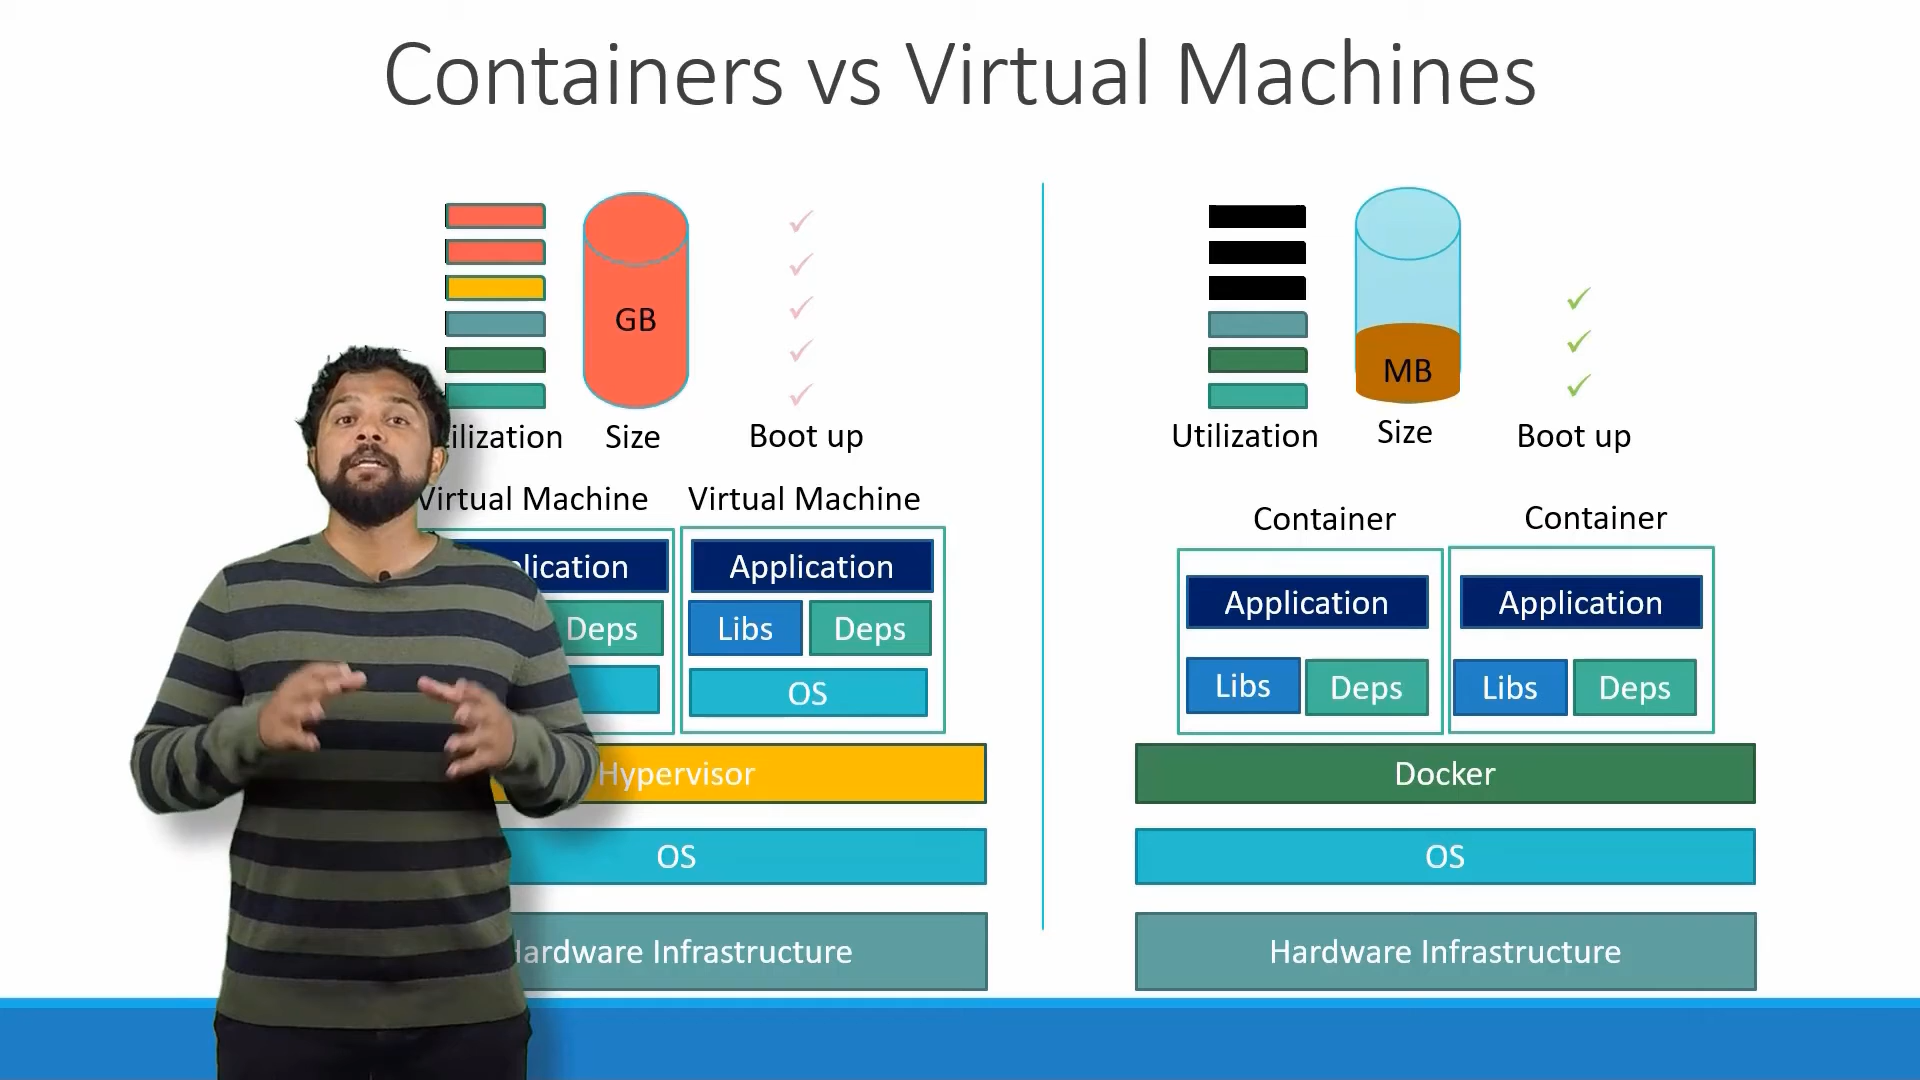 Containers vs Virtual Machines
GB
MB
ilization
Size
Boot up
Utilization
Size
Boot up
Virtual Machine
Virtual Machine
Container
Container
plication
Application
Application
Application
Deps
Libs
Deps
Libs
Deps
Libs
Deps
OS
Hypervisor
Docker
OS
OS
Hardware Infrastructure
Hardware Infrastructure